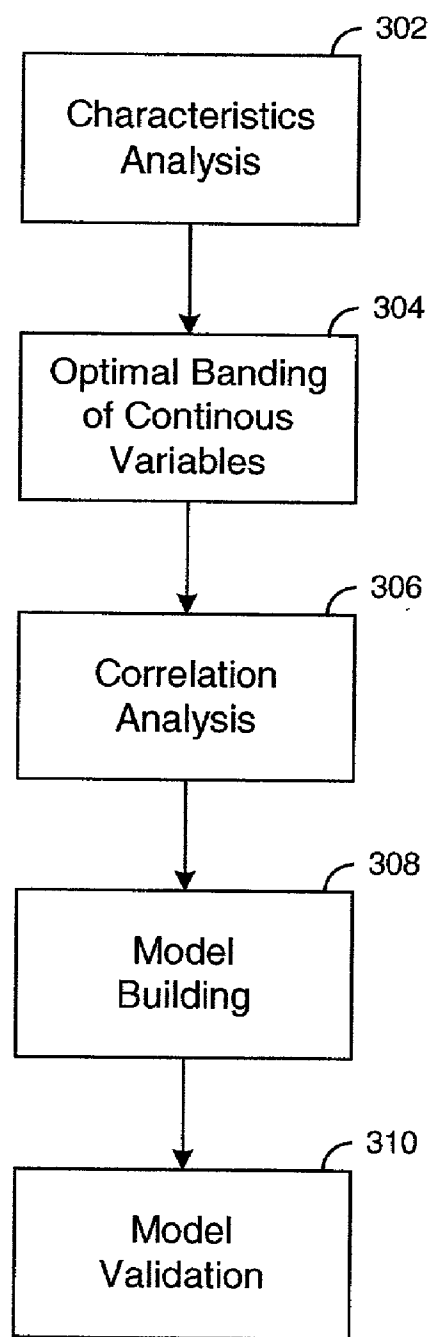 302
Characteristics
Analysis
304
Optimal Banding
of Continous
Variables
306
Correlation
Analysis
308
Model
Building
310
Model
Validation